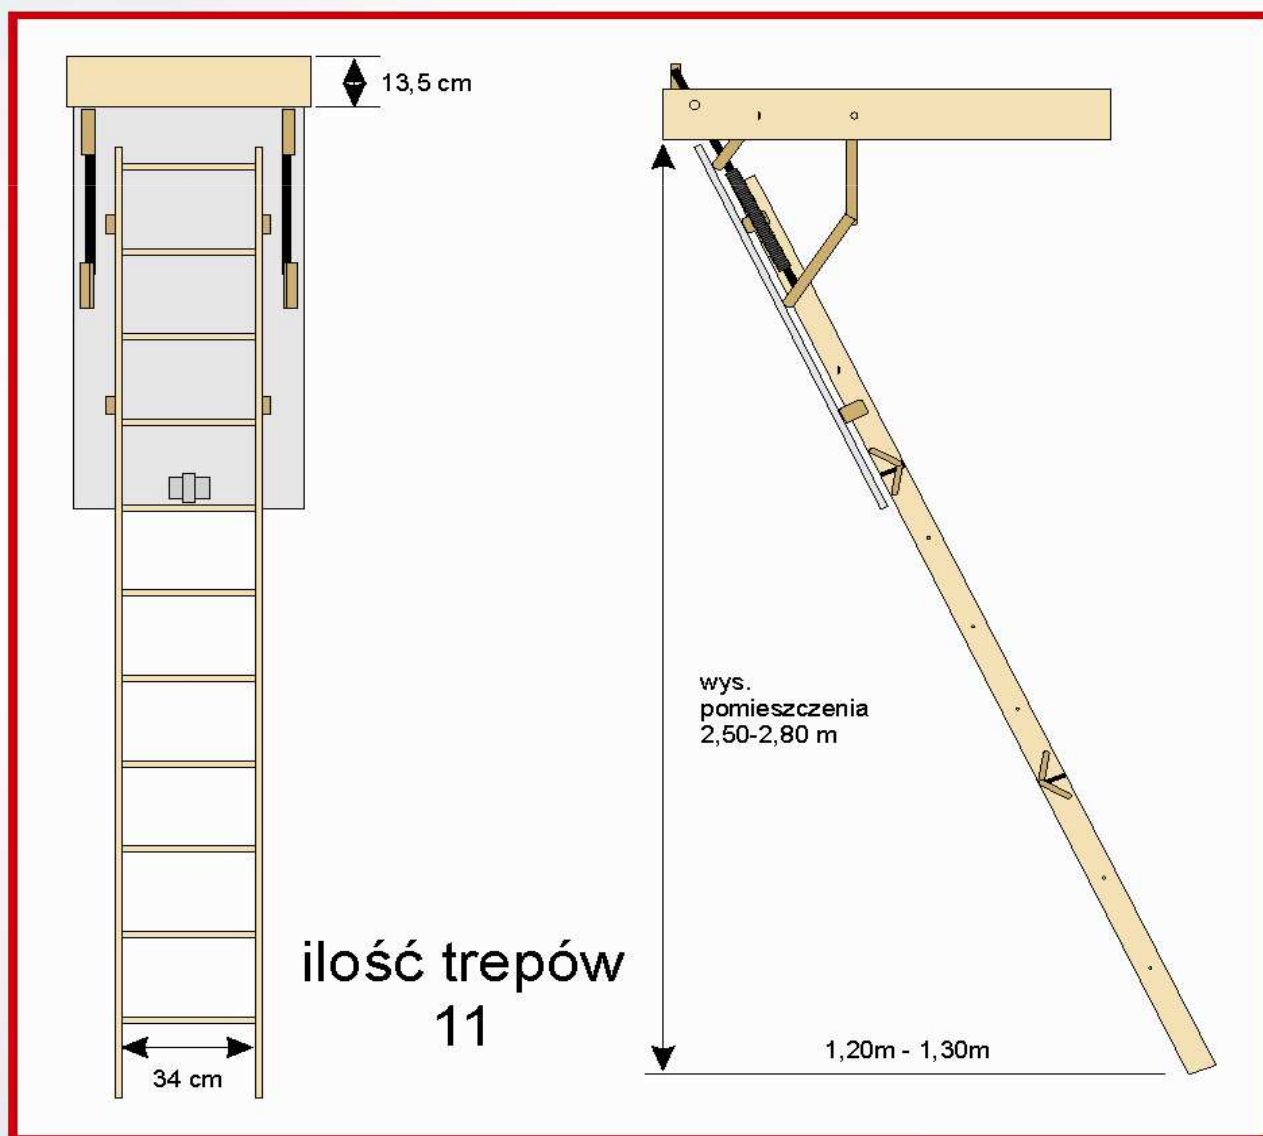 13,5 cm
wys.
pomieszczenia
2,50-2,80 m
ilość trepów
11
34 cm
1,20m - 1,30m